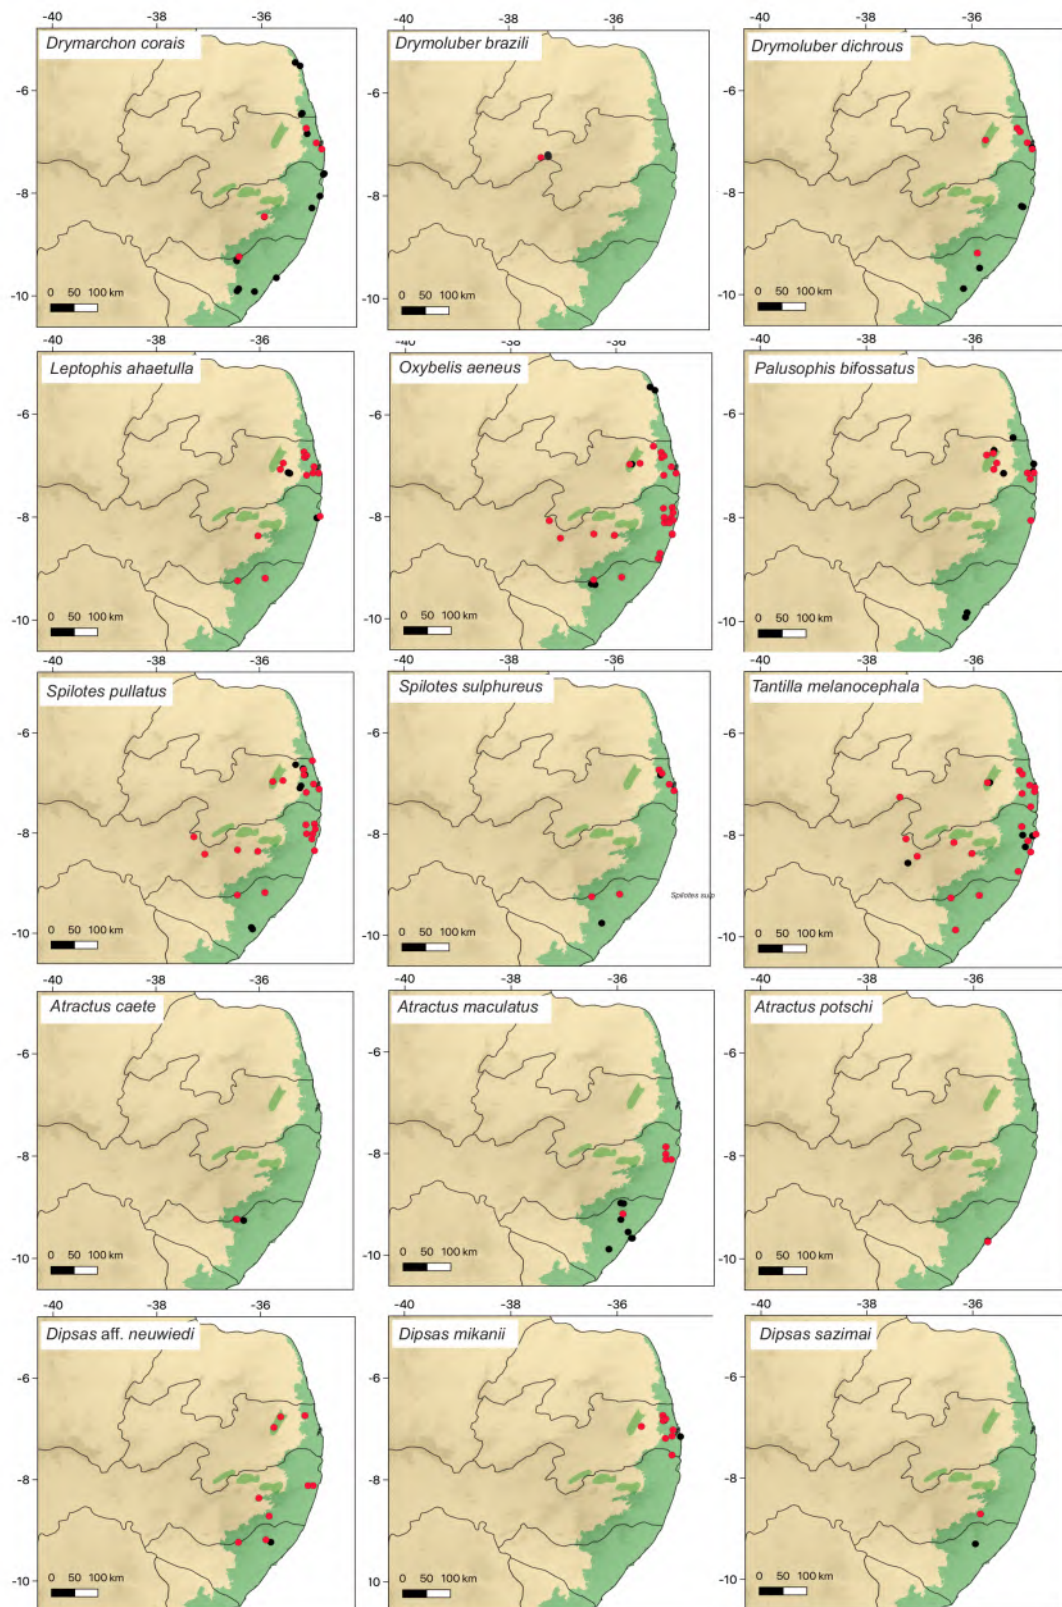 -40 -38 -36
-40 -38 -36
-40 -38 -36
Drymarchon corais
Drymoluber brazili
Drymoluber dichrous
-6
-6
-6
-8
-8
-8
-10
-10
-10
0 50 100 km
0 50 100 km
0 50 100 km
-40 -38 -36
-40 -38 -36
-40 -38 -36
Leptophis ahaetulla
Oxybelis aeneus
Palusophis bifossatus
-6
-6
-6
-8
-8
-8
-10
-10
-10
0 50 100 km
0 50 100 km
0 50 100 km
-40 -38 -36
-40 -38 -36
-40 -38 -36
Spilotes pullatus
Spilotes sulphureus
Tantilla melanocephala
-6
-6
-6
-8
-8
-8
Spilotes sulp
-10
-10
-10
0 50 100 km
0 50 100 km
0 50 100 km
-40 -38 -36
-40 -38 -36
-40 -38 -36
Atractus caete
Atractus maculatus
Atractus potschi
-6
-6
-6
-8
-8
-8
-10
-10
-10
0 50 100 km
0 50 100 km
0 50 100 km
-40 -38 -36
-40 -38 -36
-40 -38 -36
Dipsas aff. neuwiedi
Dipsas mikanii
Dipsas sazimai
-6
-6
-6
-8
-8
-8
-10
-10
-10
0 50 100 km
0 50 100 km
0 50 100 km